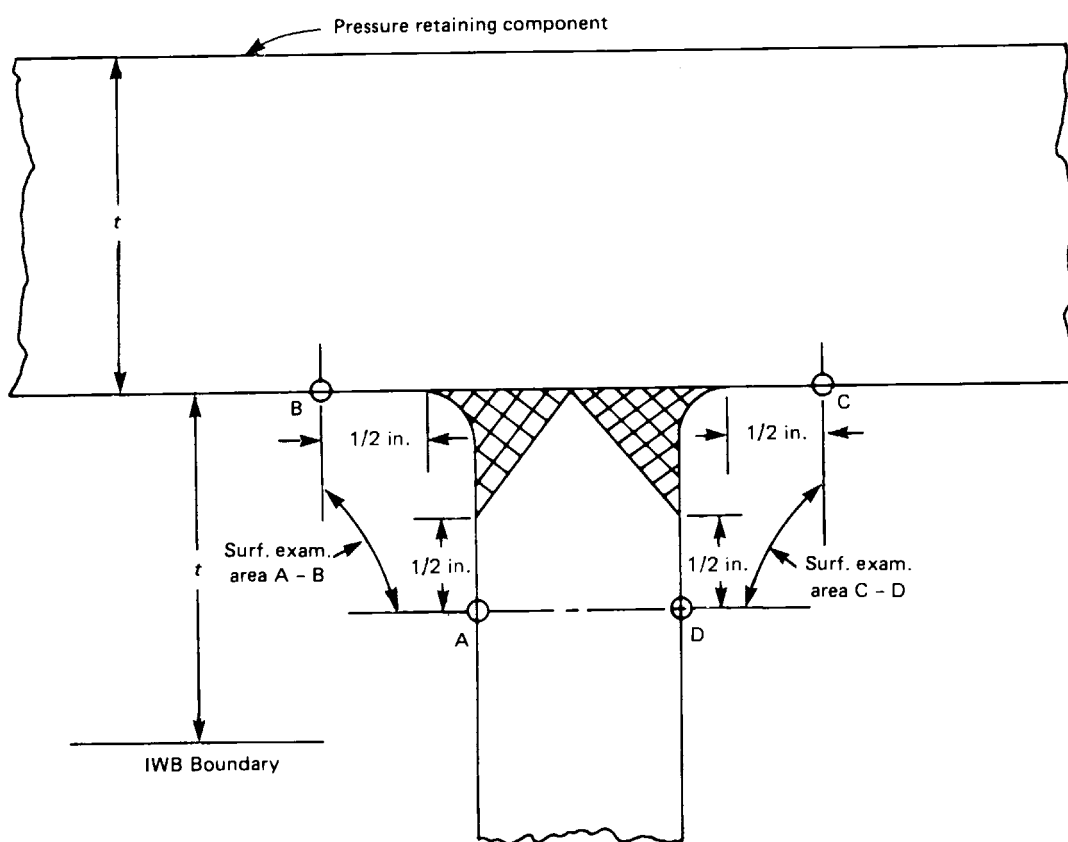 Pressure retaining component
t
B
C
1/2 in.
1/2 in.
Surf. exam.
area A – B
t
1/2 in.
1/2 in.
Surf. exam.
area C – D
A
D
IWB Boundary